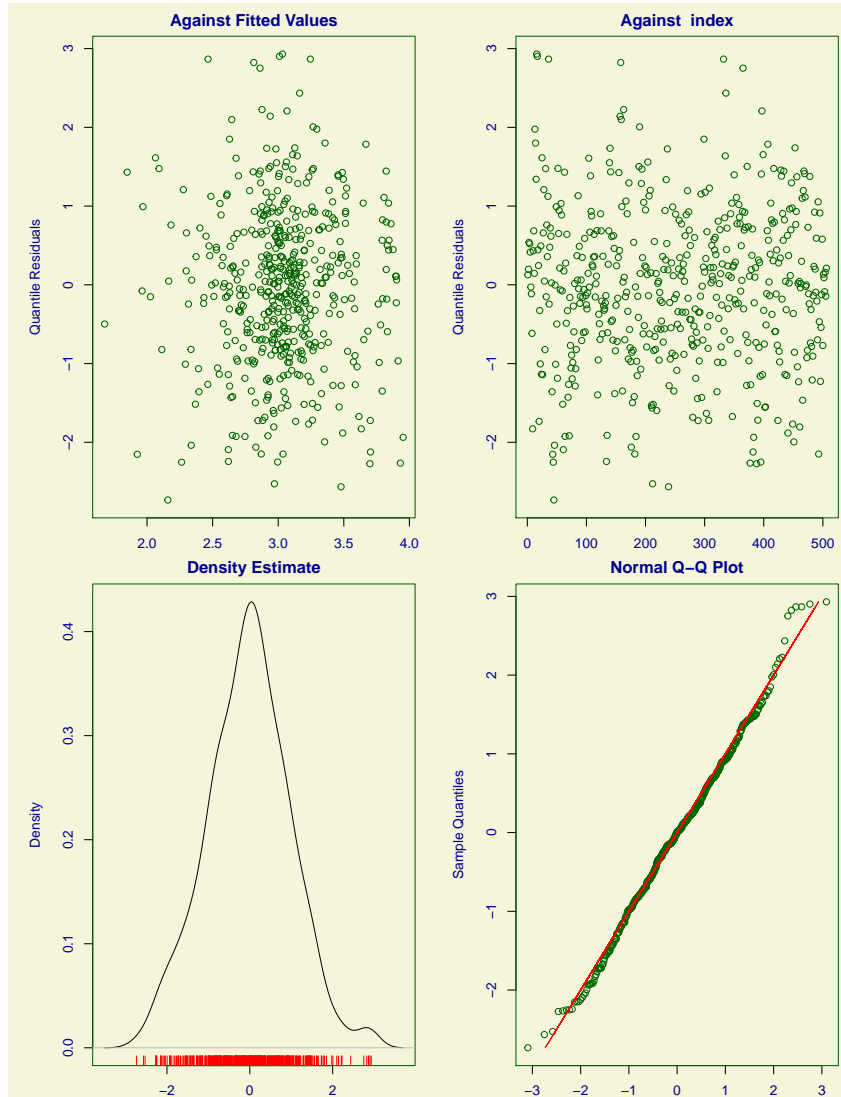 Against Fitted Values
Quantile Residuals
3
2
1
0
−1
−2
2.0 2.5 3.0 3.5 4.0
Against index
Quantile Residuals
3
2
1
0
−1
−2
0 100 200 300 400 500
Density Estimate
Density
0.4
0.3
0.2
0.1
0.0
−2 0 2
Normal Q−Q Plot
Sample Quantiles
3
2
1
0
−1
−2
−3 −2 −1 0 1 2 3